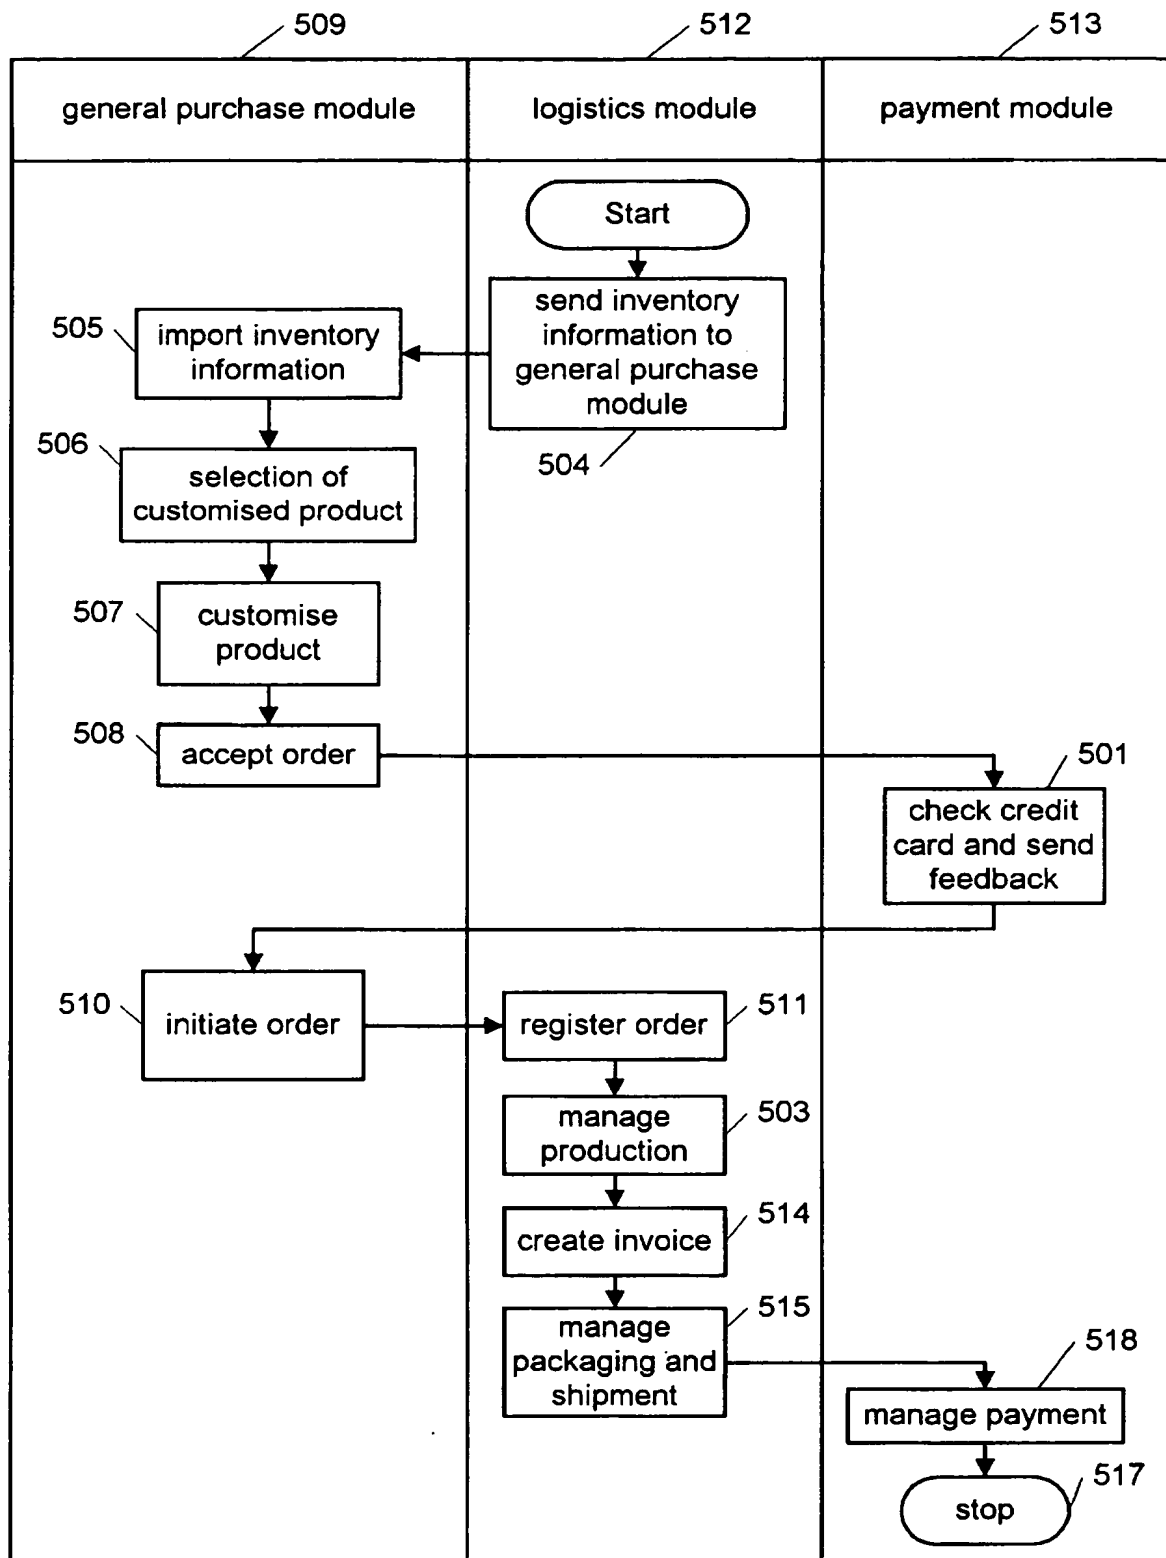 509
512
513
general purchase module
logistics module
payment module
Start
send inventory
information to
general purchase
module
504
505
import inventory
information
506
selection of
customised product
507
customise
product
508
accept order
501
check credit
card and send
feedback
510
initiate order
register order
511
manage
production
503
create invoice
514
manage
packaging and
shipment
515
518
manage payment
517
stop